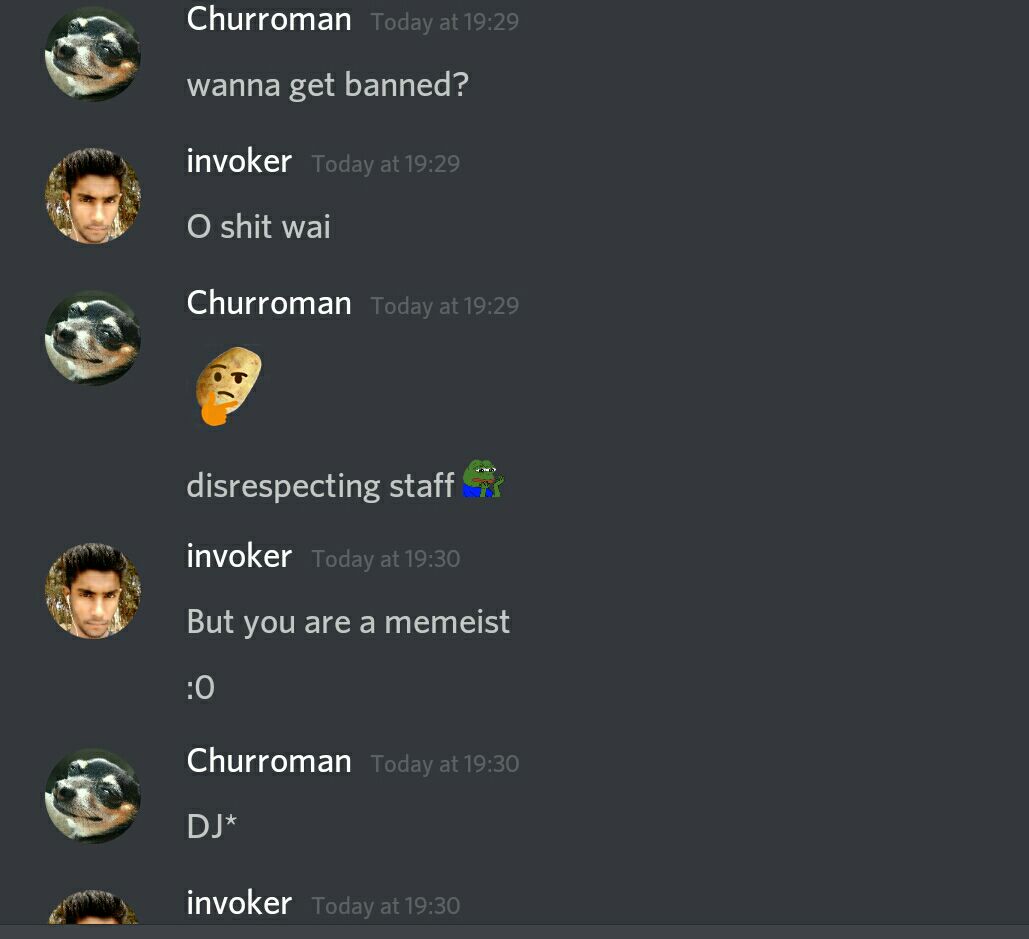 Churroman Today at 19:29
wanna get banned?
invoker Today at 19:29
O shit wai
Churroman Today at 19:29
disrespecting staff
invoker Today at 19:30
But you are a memeist
:0
Churroman Today at 19:30
DJ*
invoker Today at 19:30